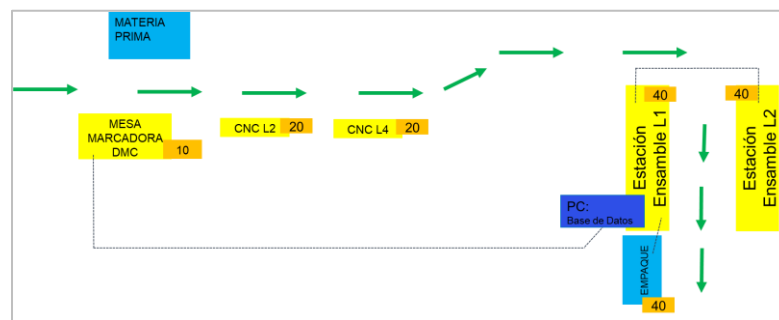 MATERIA
PRIMA
MESA
MARCADORA
DMC
10
CNC L2
20
CNC L4
20
40
Estación
Ensamble L1
40
Estación
Ensamble L2
PC:
Base de Datos
EMPAQUE
40